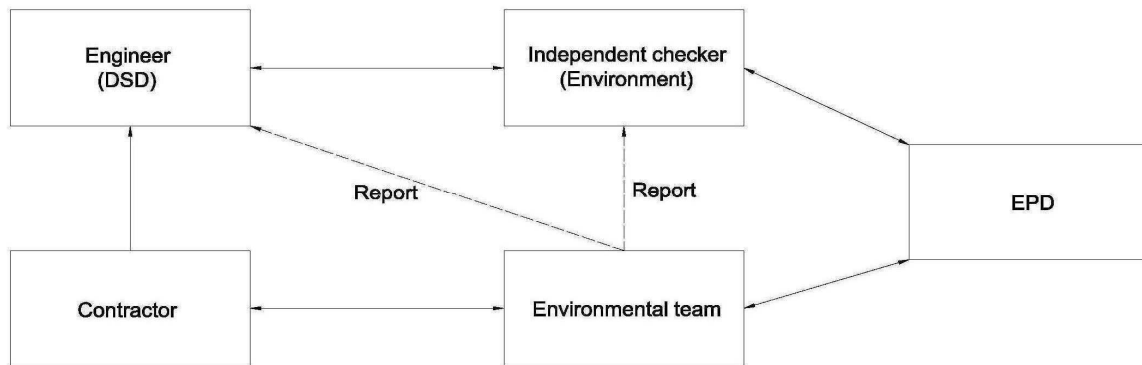 Engineer
(DSD)
Independent checker
(Environment)
EPD
Report
Report
Contractor
Environmental team